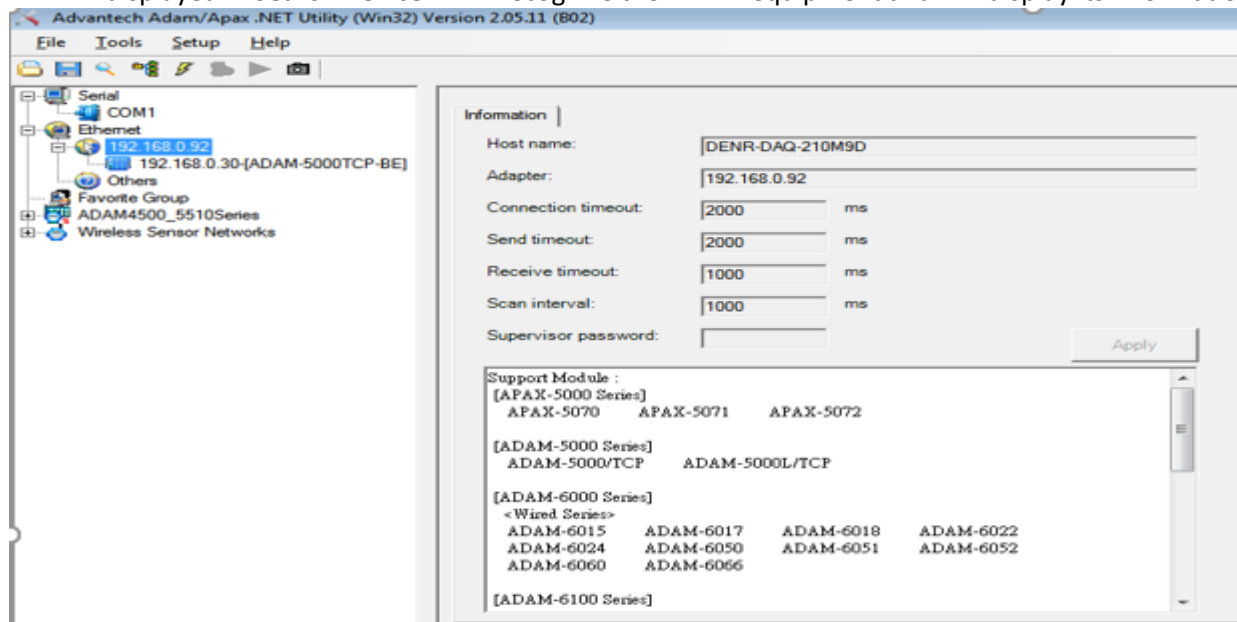 Advantech Adam/Apax .NET Utility (Win32) Version 2.05.11 (B02)
File Tools Setup Help
Serial
COM1
Ethernet
192.168.0.92
192.168.0.30-[ADAM-5000TCP-BE]
Others
Favorite Group
ADAM4500_5510Series
Wireless Sensor Networks
Information
Host name: DENR-DAQ-210M9D
Adapter: 192.168.0.92
Connection timeout: 2000 ms
Send timeout: 2000 ms
Receive timeout: 1000 ms
Scan interval: 1000 ms
Supervisor password:
Apply
Support Module :
[APAX-5000 Series]
APAX-5070 APAX-5071 APAX-5072
[ADAM-5000 Series]
ADAM-5000/TCP ADAM-5000L/TCP
[ADAM-6000 Series]
<Wired Series>
ADAM-6015 ADAM-6017 ADAM-6018 ADAM-6022
ADAM-6024 ADAM-6050 ADAM-6051 ADAM-6052
ADAM-6060 ADAM-6066
[ADAM-6100 Series]